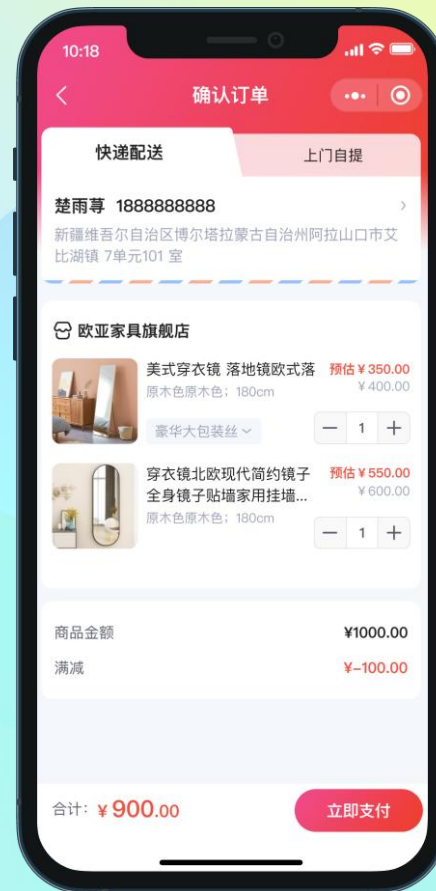 10:18
确认订单
快递配送
上门自提
楚雨荨 1888888888
新疆维吾尔自治区博尔塔拉蒙古自治州阿拉山口市艾
比湖镇 7单元101 室
欧亚家具旗舰店
美式穿衣镜 落地镜欧式落
预估¥350.00
原木色原木色；180cm
¥400.00
豪华大包装丝
1
穿衣镜北欧现代简约镜子
预估¥550.00
全身镜子贴墙家用挂墙...
¥600.00
原木色原木色；180cm
1
商品金额
¥1000.00
满减
¥-100.00
合计：¥900.00
立即支付